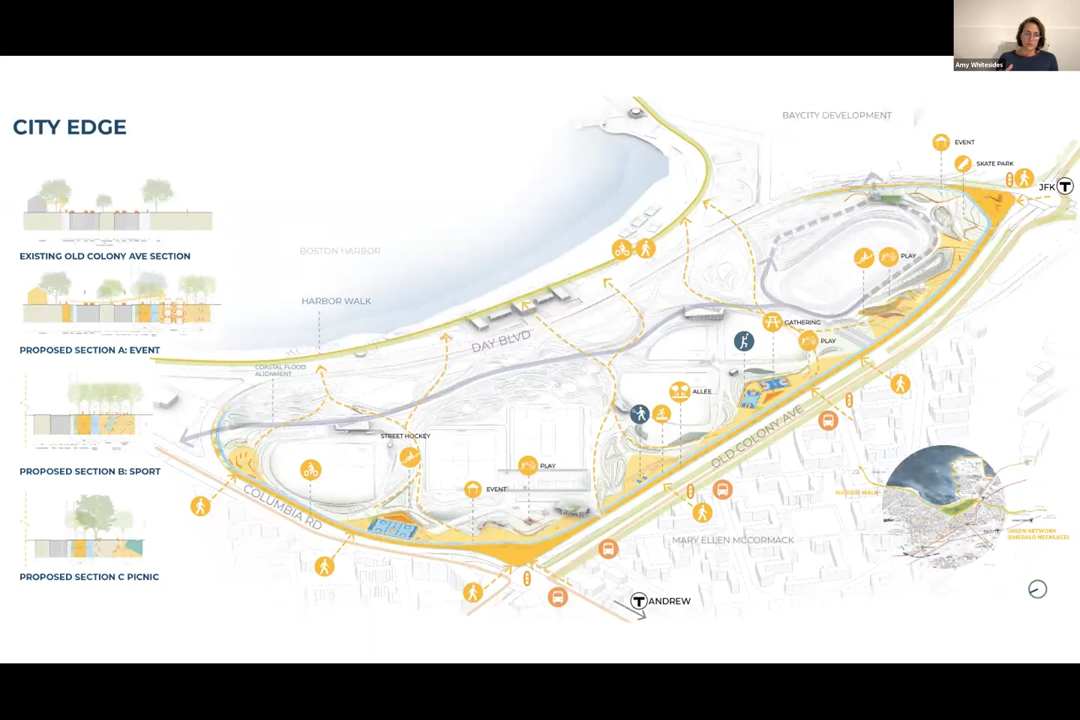 Amy Whitesides
CITY EDGE
EXISTING OLD COLONY AVE SECTION
PROPOSED SECTION A: EVENT
PROPOSED SECTION B: SPORT
PROPOSED SECTION C PICNIC
BAYCITY DEVELOPMENT
EVENT
SKATE PARK
JFK T
BOSTON HARBOR
HARBOR WALK
PLAY
DAY BLVD
GATHERING
PLAY
COASTAL FLOOD
ALIGNMENT
ALLEE
STREET HOCKEY
OLD COLONY AVE
PLAY
EVENT
COLUMBIA RD
MARY ELLEN MCCORMACK
HARBOR WALK
GREEN NETWORK
(EMERALD NECKLACE)
T ANDREW